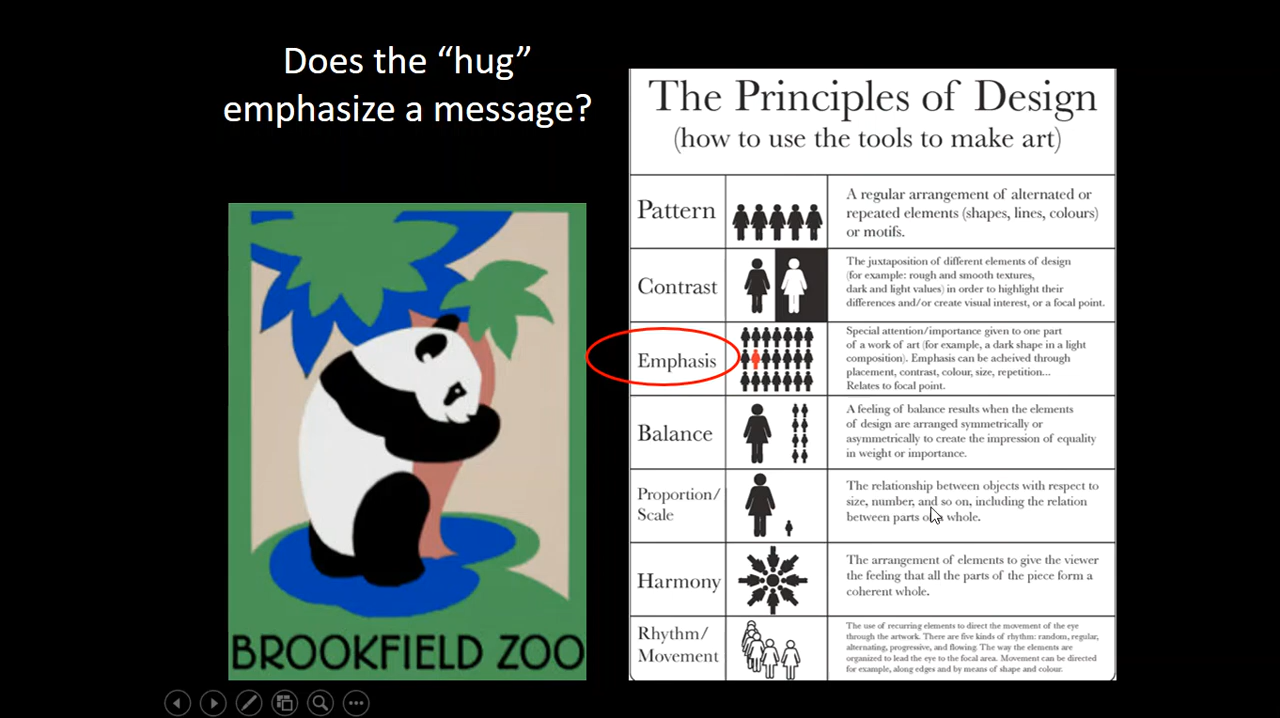 Does the “hug”
emphasize a message?
BROOKFIELD ZOO
The Principles of Design
(how to use the tools to make art)
Pattern
A regular arrangement of alternated or
repeated elements (shapes, lines, colours)
or motifs.
Contrast
The juxtaposition of different elements of design
(for example: rough and smooth textures,
dark and light values) in order to highlight their
differences and/or create visual interest, or a focal point.
Emphasis
Special attention/importance given to one part
of a work of art (for example, a dark shape in a light
composition). Emphasis can be acheived through
placement, contrast, colour, size, repetition...
Relates to focal point.
Balance
A feeling of balance results when the elements
of design are arranged symmetrically or
asymmetrically to create the impression of equality
in weight or importance.
Proportion/
Scale
The relationship between objects with respect to
size, number, and so on, including the relation
between parts of a whole.
Harmony
The arrangement of elements to give the viewer
the feeling that all the parts of the piece form a
coherent whole.
Rhythm/
Movement
The use of recurring elements to direct the movement of the eye
through the artwork. There are five kinds of rhythm: random, regular,
alternating, progressive, and flowing. The way the elements are
organized to lead the eye to the focal area. Movement can be directed
for example, along edges and by means of shape and colour.